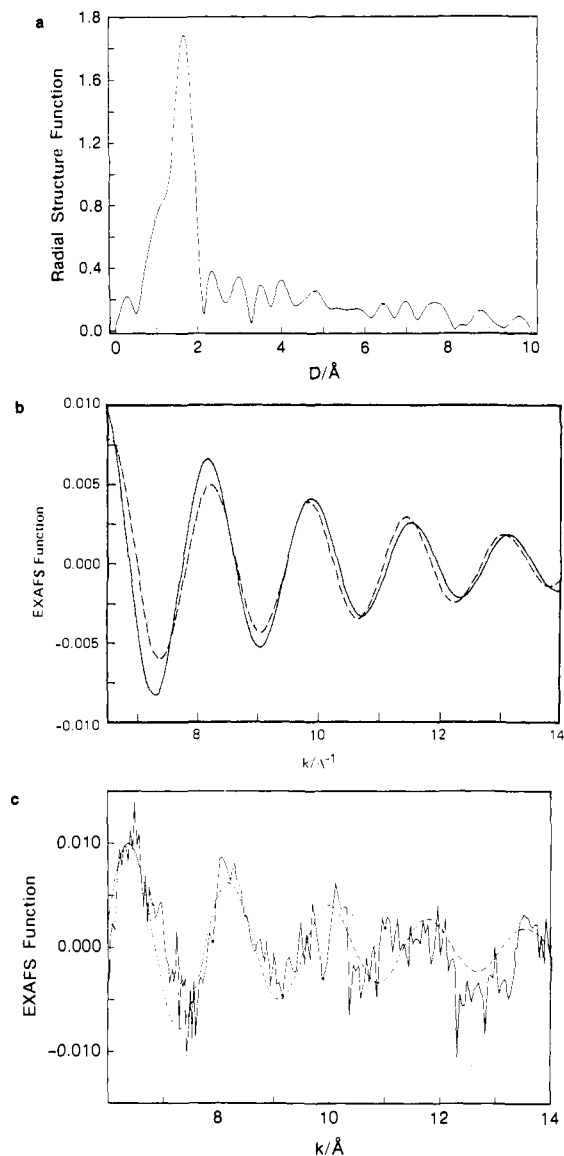 a
1.8
1.6
1.2
0.8
0.4
0.0
Radial Structure Function
0 2 4 6 8 10
D/Å
b
0.010
0.005
0.000
-0.005
-0.010
EXAFS Function
8 10 12 14
k/Å⁻¹
c
0.010
0.000
-0.010
EXAFS Function
8 10 12 14
k/Å